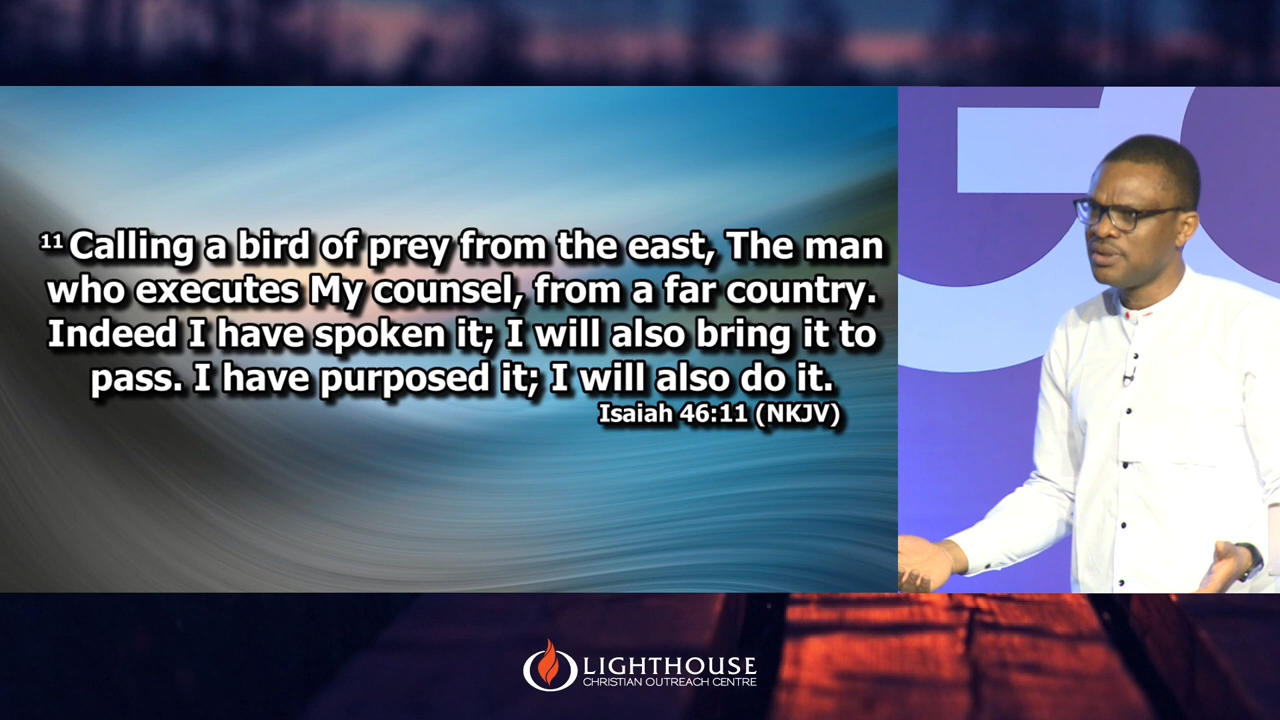 11 Calling a bird of prey from the east, The man
who executes My counsel, from a far country.
Indeed I have spoken it; I will also bring it to
pass. I have purposed it; I will also do it.
Isaiah 46:11 (NKJV)
LIGHTHOUSE
CHRISTIAN OUTREACH CENTRE